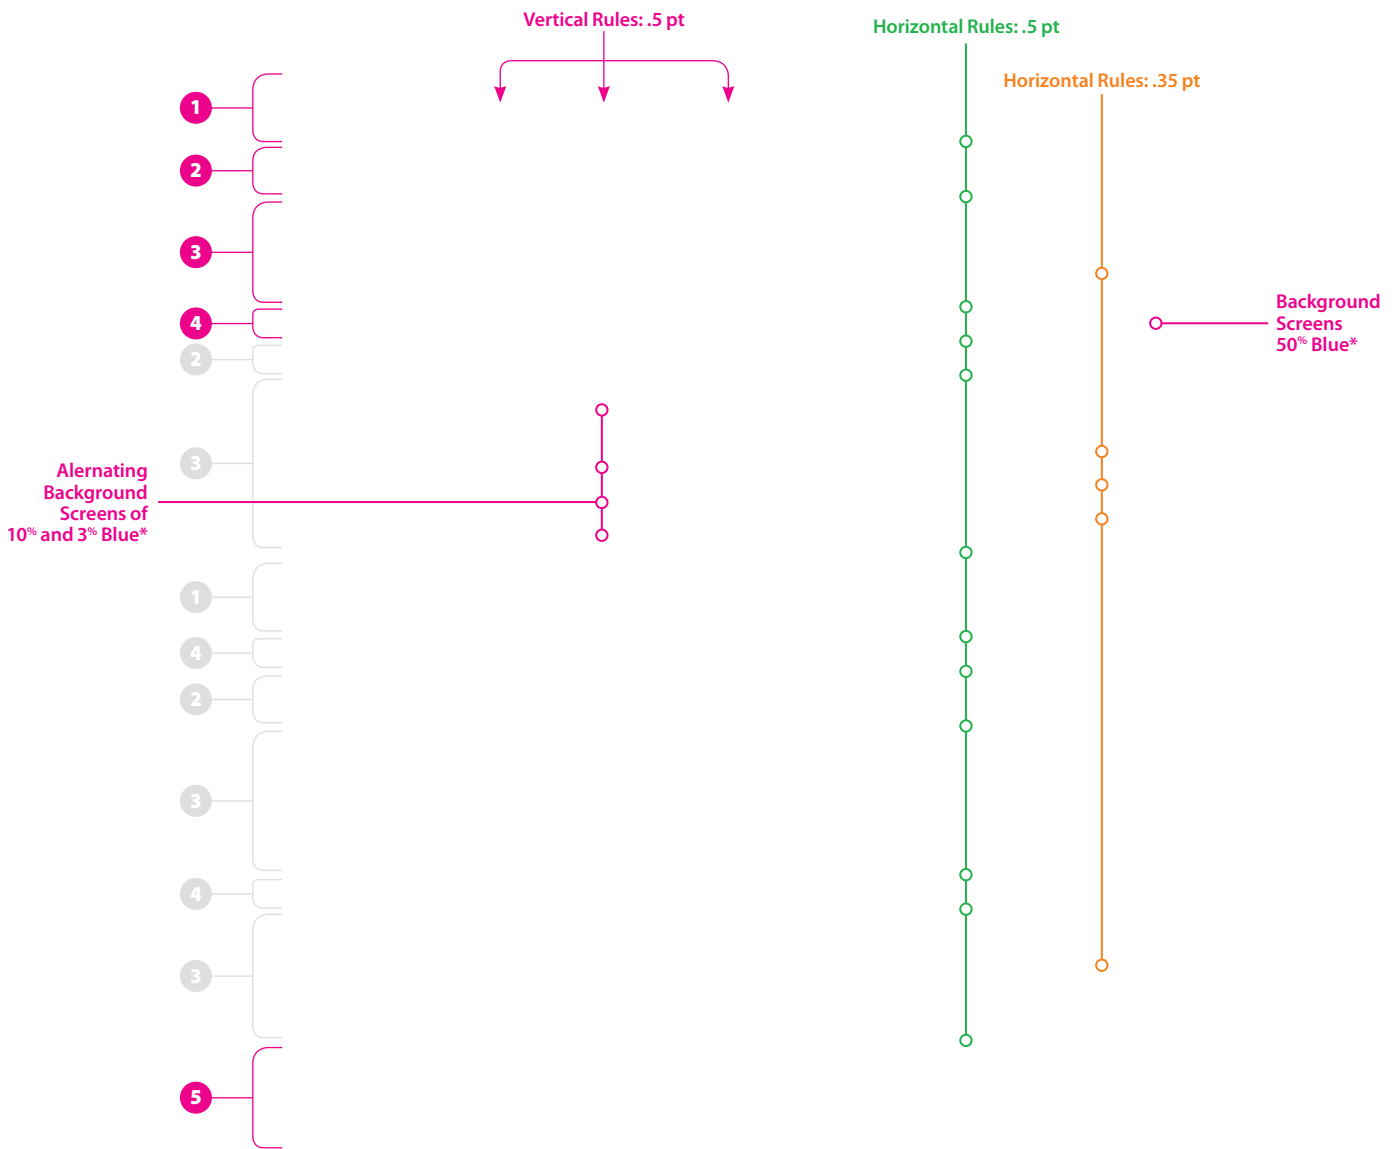 Vertical Rules: .5 pt
Horizontal Rules: .5 pt
Horizontal Rules: .35 pt
1
2
3
4
Background
Screens
50% Blue*
2
3
Alernating
Background
Screens of
10% and 3% Blue*
1
4
2
3
4
3
5